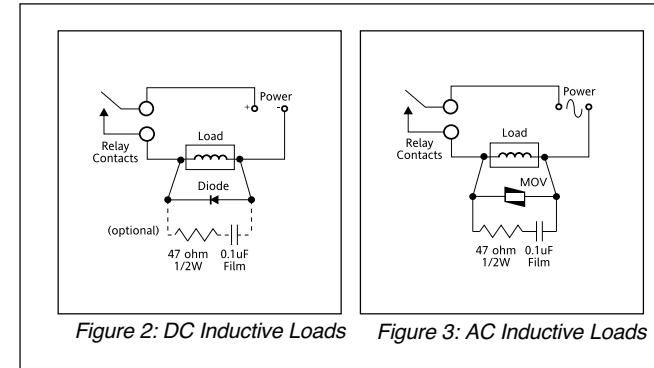 Power
+ -
Relay
Contacts
Load
Diode
(optional)
47 ohm
1/2W
0.1uF
Film
Figure 2: DC Inductive Loads
Power
Relay
Contacts
Load
MOV
47 ohm
1/2W
0.1uF
Film
Figure 3: AC Inductive Loads